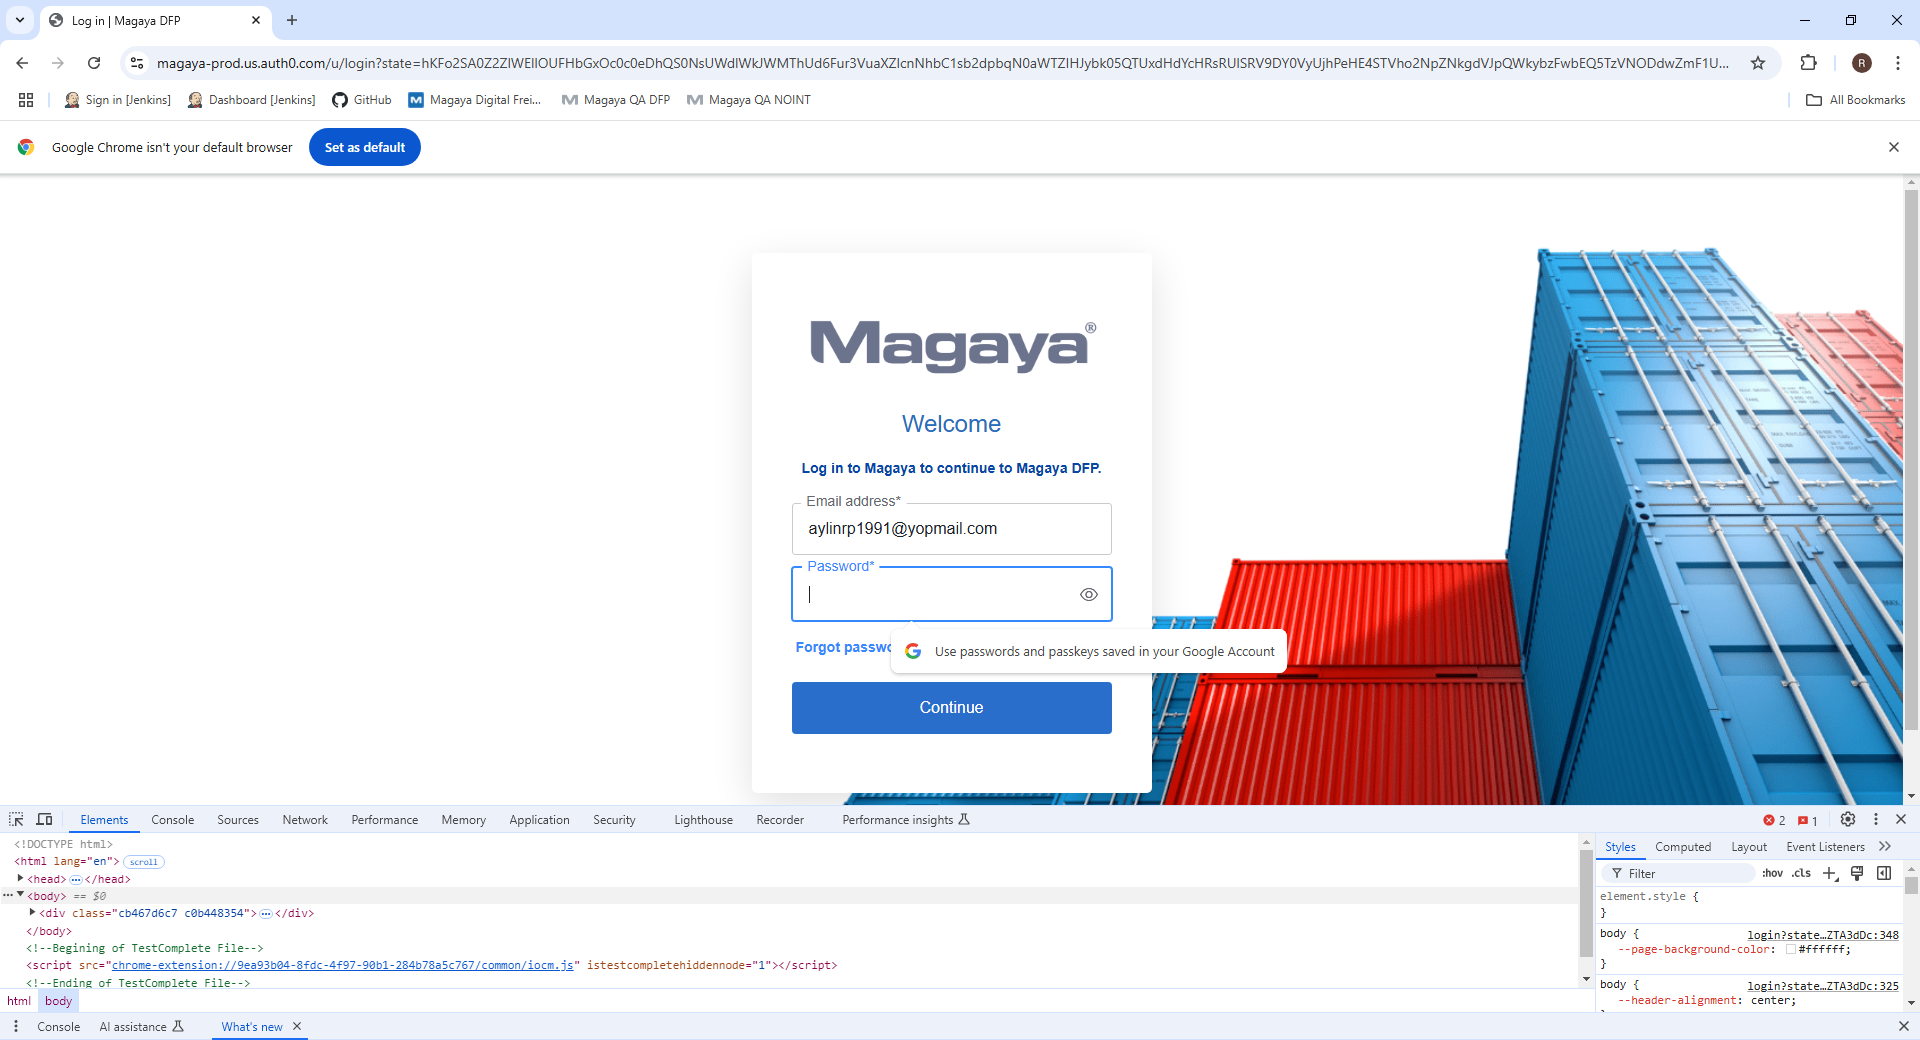 Log in | Magaya DFP
magaya-prod.us.auth0.com/u/login?state=hKFo2SA0Z2ZlWEllOUFHbGxOc0c0eDhQS0NsUWdlWkJWMThUd6Fur3VuaXZlcnNhbC1sb2dpbqN0aWTZIHJybk05QTUxdHdYcHRsRUlSRV9DY0VyUjhPeHE4STVho2NpZNkgdVJpQWkybzFwbEQ5TzVNODdwZmF1U...
R
Sign in [Jenkins]
Dashboard [Jenkins]
GitHub
Magaya Digital Frei...
Magaya QA DFP
Magaya QA NOINT
All Bookmarks
Google Chrome isn't your default browser
Set as default
Magaya®
Welcome
Log in to Magaya to continue to Magaya DFP.
Email address*
aylinrp1991@yopmail.com
Password*
Forgot passwo
Use passwords and passkeys saved in your Google Account
Continue
Elements Console Sources Network Performance Memory Application Security Lighthouse Recorder Performance insights
2 1
<!DOCTYPE html>
<html lang="en"> scroll
<head> ... </head>
<body> == $0
<div class="cb467d6c7 c0b448354"> ... </div>
</body>
<!--Begining of TestComplete File-->
<script src="chrome-extension://9ea93b04-8fdc-4f97-90b1-284b78a5c767/common/iocm.js" istestcompletehiddennode="1"></script>
<!--Ending of TestComplete File-->
html body
Styles Computed Layout Event Listeners
Filter :hov .cls
element.style {
}
body { login?state…ZTA3dDc:348
--page-background-color: #ffffff;
}
body { login?state…ZTA3dDc:325
--header-alignment: center;
Console AI assistance What's new